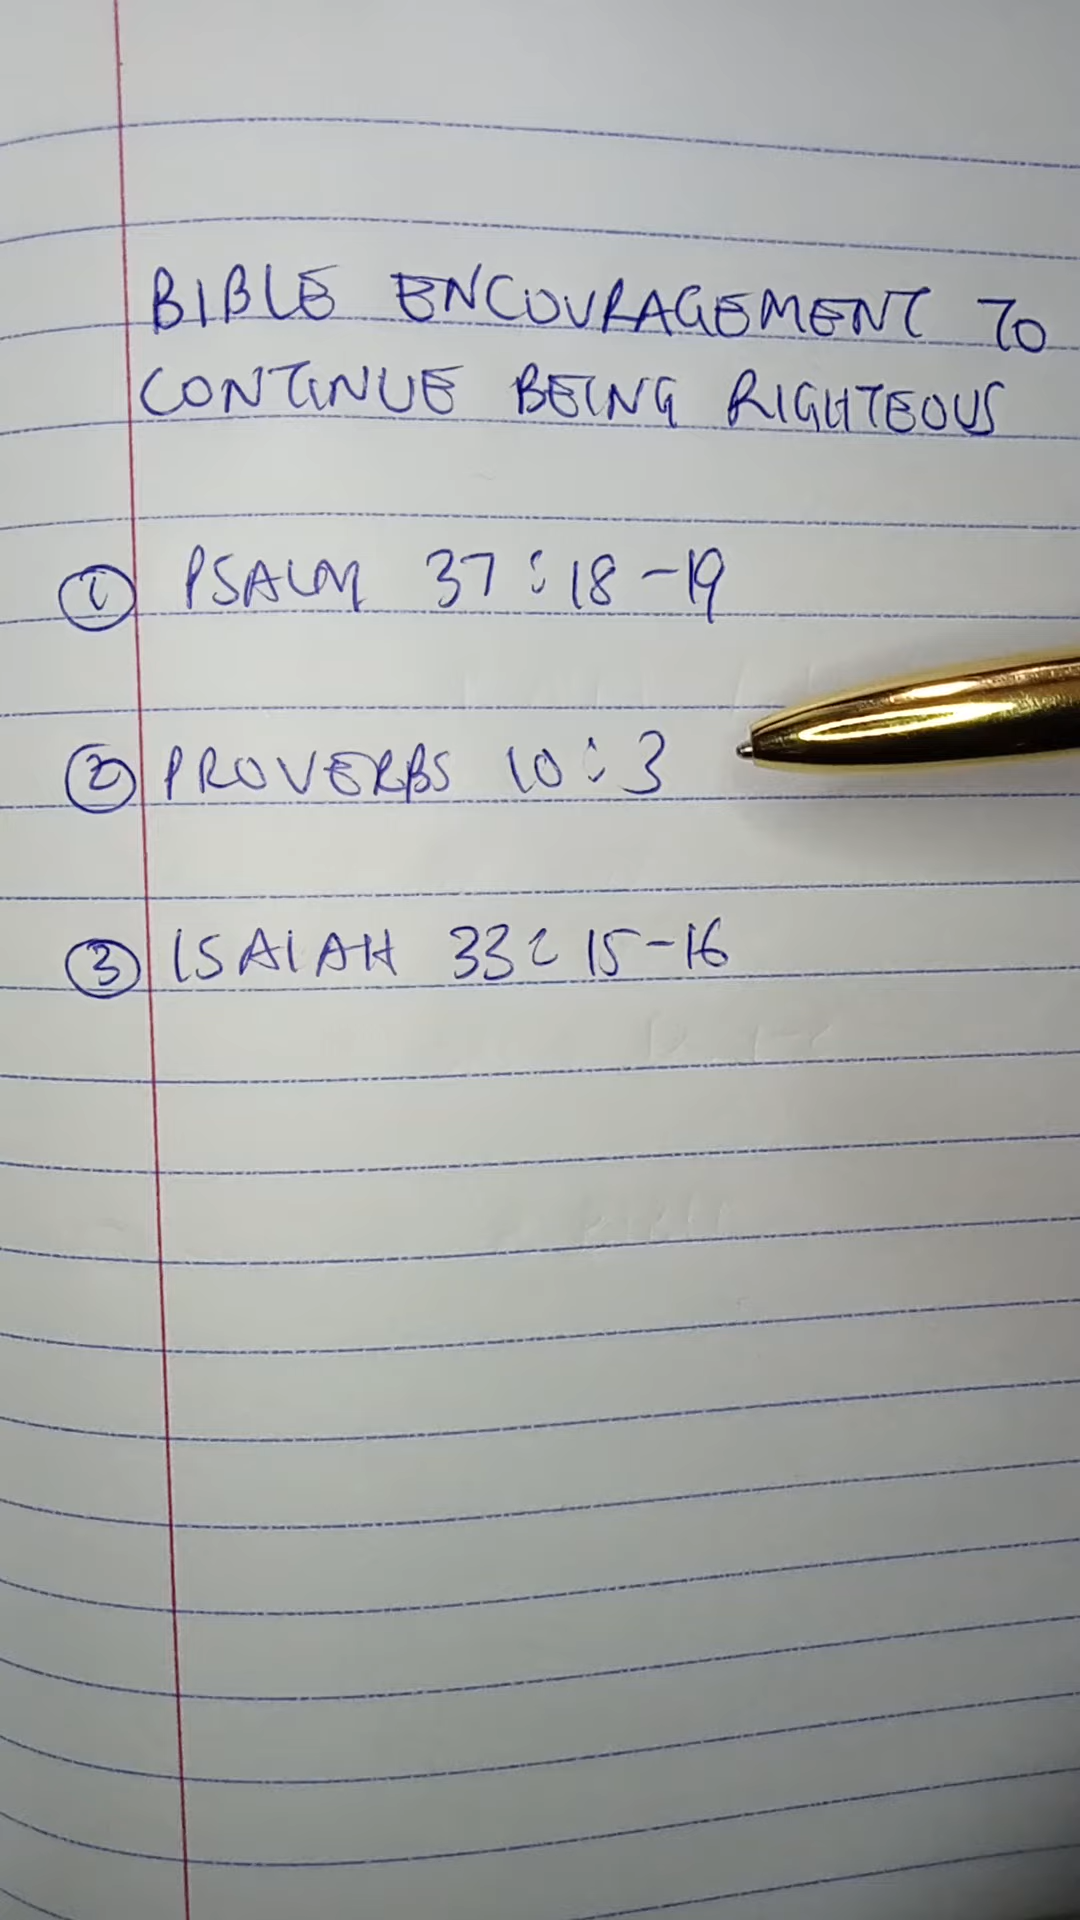 BIBLE ENCOURAGEMENT TO
CONTINUE BEING RIGHTEOUS
1 PSALM 37:18-19
2 PROVERBS 10:3
3 ISAIAH 33:15-16